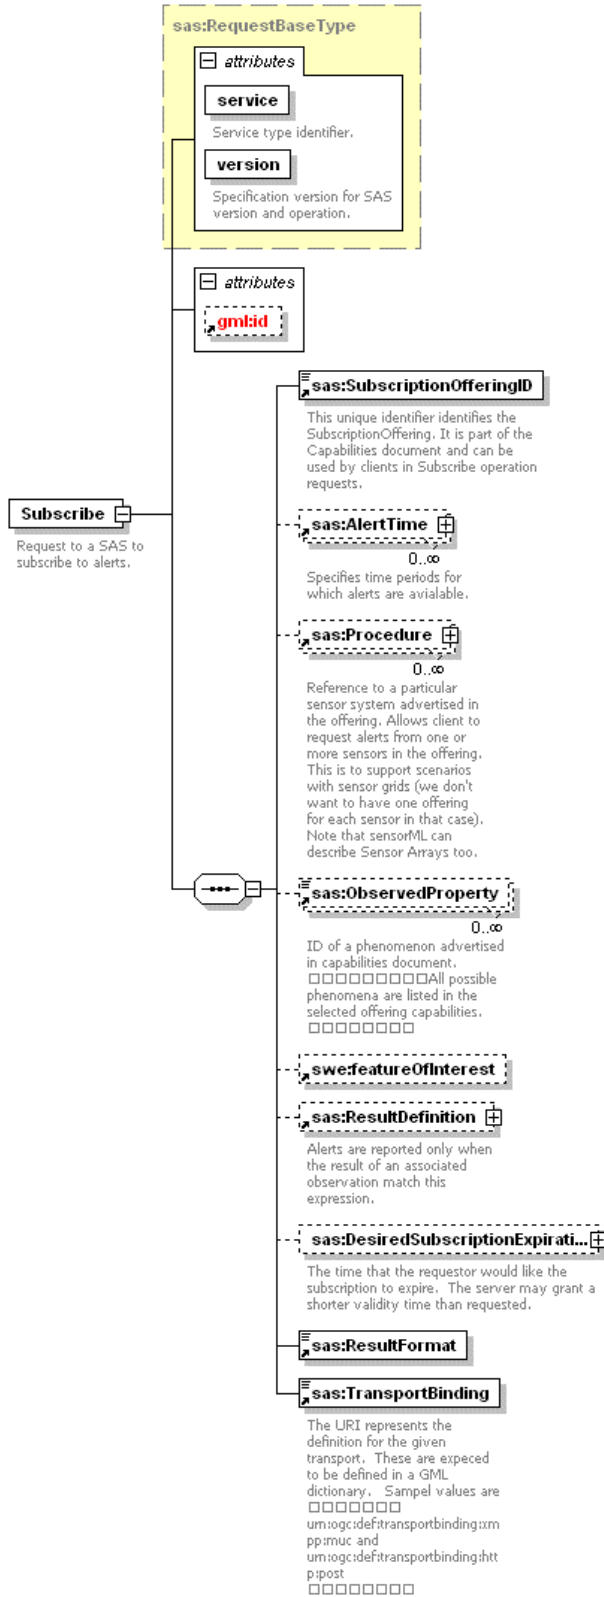 sas:RequestBaseType
attributes
service
Service type identifier.
version
Specification version for SAS
version and operation.
attributes
gml:id
sas:SubscriptionOfferingID
This unique identifier identifies the
SubscriptionOffering. It is part of the
Capabilities document and can be
used by clients in Subscribe operation
requests.
Subscribe
Request to a SAS to
subscribe to alerts.
sas:AlertTime
0..∞
Specifies time periods for
which alerts are avialable.
sas:Procedure
0..∞
Reference to a particular
sensor system advertised in
the offering. Allows client to
request alerts from one or
more sensors in the offering.
This is to support scenarios
with sensor grids (we don't
want to have one offering
for each sensor in that case).
Note that sensorML can
describe Sensor Arrays too.
sas:ObservedProperty
0..∞
ID of a phenomenon advertised
in capabilities document.
□□□□□□□□□All possible
phenomena are listed in the
selected offering capabilities.
□□□□□□□□
swe:featureOfInterest
sas:ResultDefinition
Alerts are reported only when
the result of an associated
observation match this
expression.
sas:DesiredSubscriptionExpirati...
The time that the requestor would like the
subscription to expire.  The server may grant a
shorter validity time than requested.
sas:ResultFormat
sas:TransportBinding
The URI represents the
definition for the given
transport.  These are expeced
to be defined in a GML
dictionary.   Sampel values are
□□□□□□□
urn:ogc:def:transportbinding:xm
pp:muc and
urn:ogc:def:transportbinding:htt
p:post
□□□□□□□□